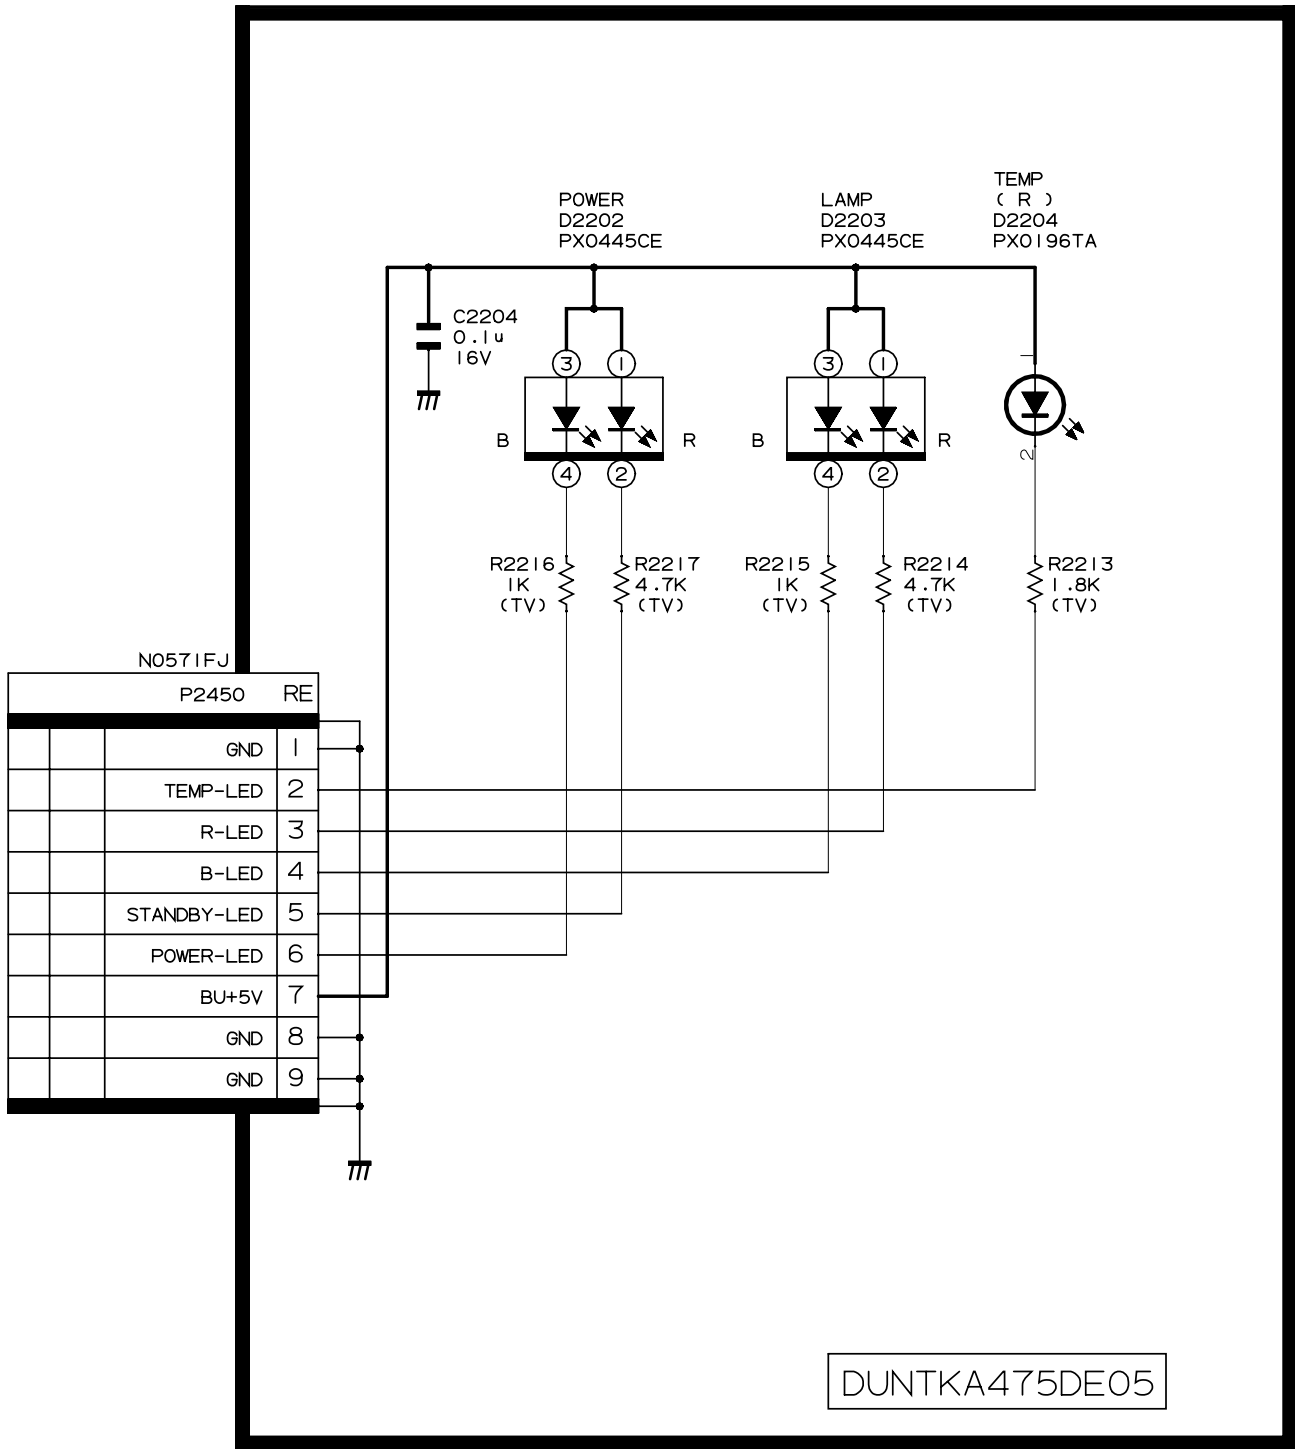 TEMP
( R )
D2204
PX0196TA
POWER
D2202
PX0445CE
LAMP
D2203
PX0445CE
C2204
0.1u
16V
3
1
3
1
1
B
R
B
R
2
4
2
4
2
R2216
1K
(TV)
R2217
4.7K
(TV)
R2215
1K
(TV)
R2214
4.7K
(TV)
R2213
1.8K
(TV)
N0571FJ
P2450 RE
GND 1
TEMP-LED 2
R-LED 3
B-LED 4
STANDBY-LED 5
POWER-LED 6
BU+5V 7
GND 8
GND 9
DUNTKA475DE05